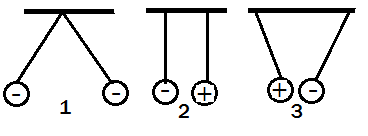 - - - + + -
1 2 3